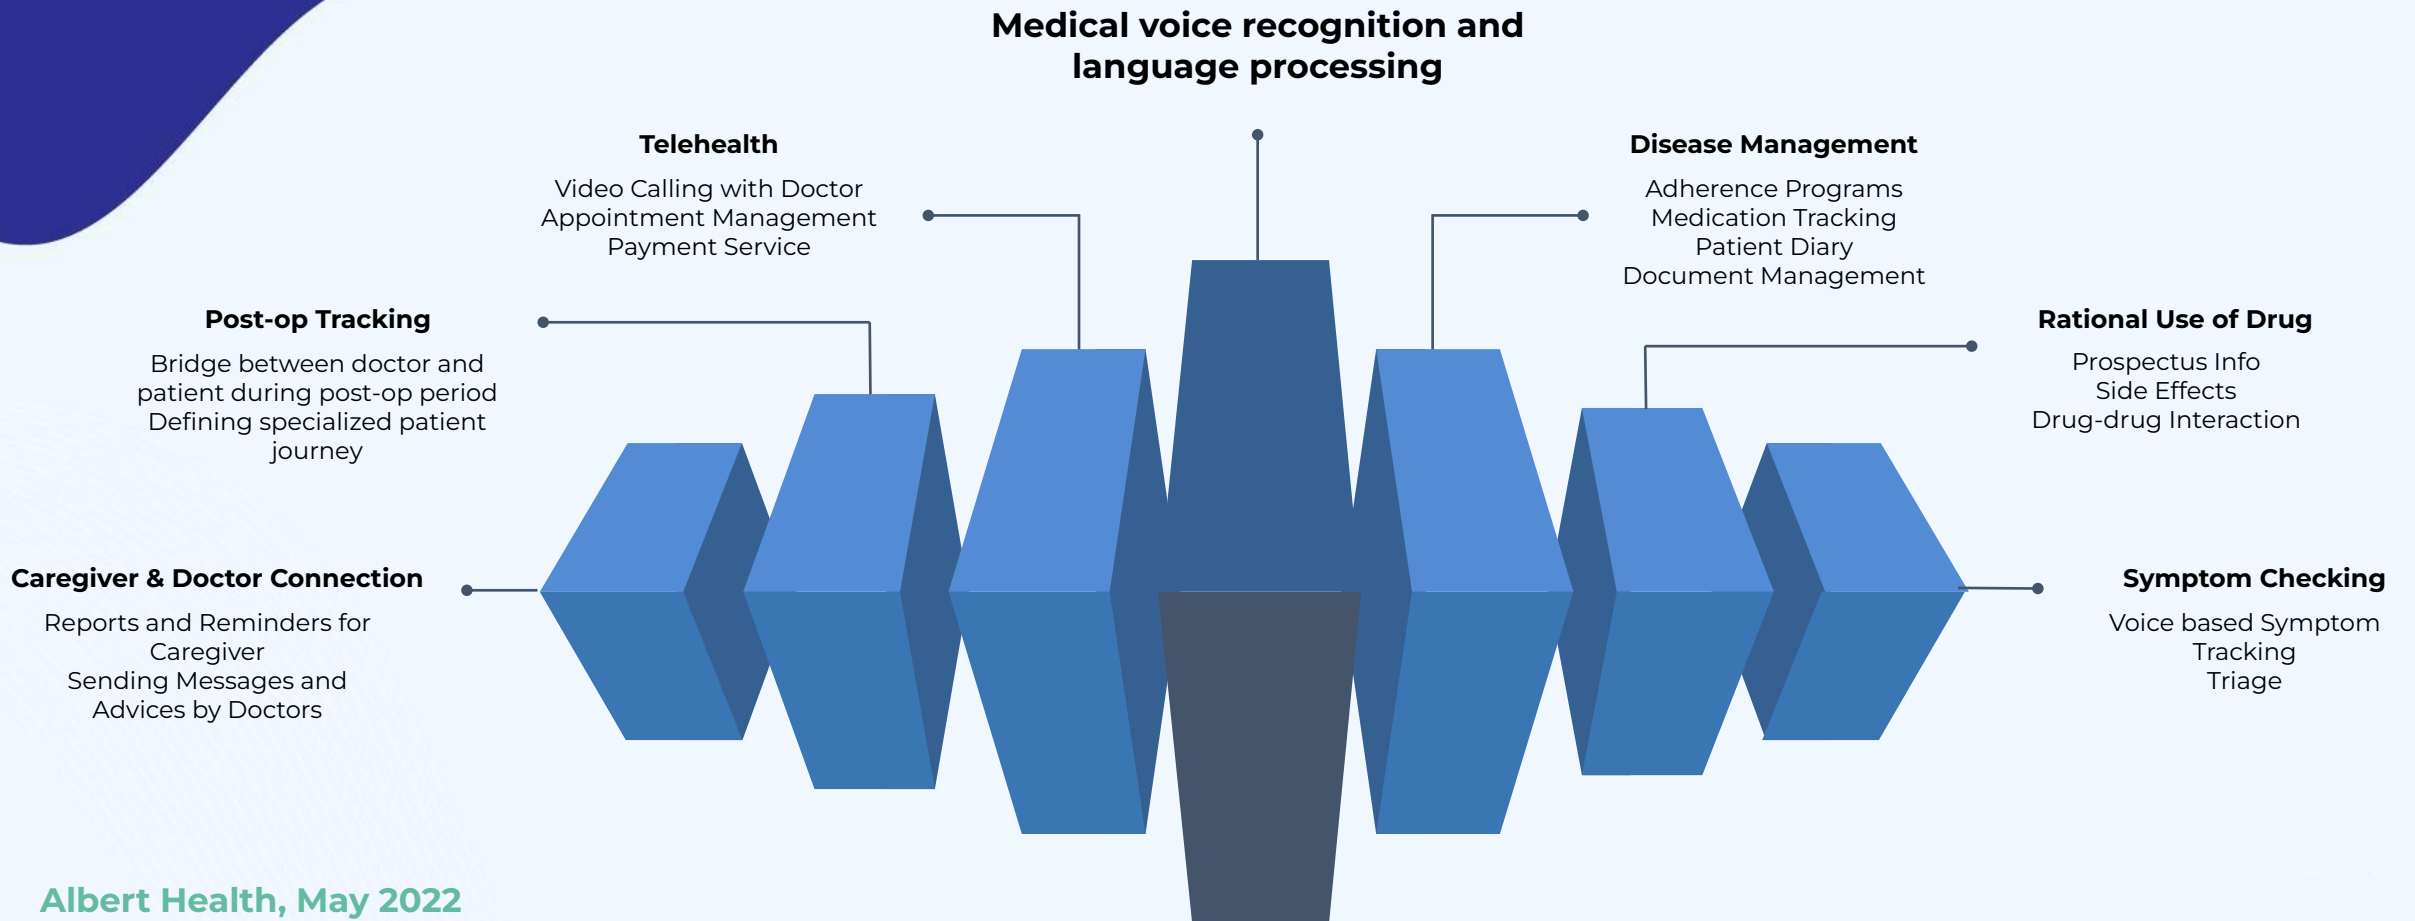 Medical voice recognition and
language processing
Telehealth
Video Calling with Doctor
Appointment Management
Payment Service
Disease Management
Adherence Programs
Medication Tracking
Patient Diary
Document Management
Post-op Tracking
Bridge between doctor and
patient during post-op period
Defining specialized patient
journey
Rational Use of Drug
Prospectus Info
Side Effects
Drug-drug Interaction
Caregiver & Doctor Connection
Reports and Reminders for
Caregiver
Sending Messages and
Advices by Doctors
Symptom Checking
Voice based Symptom
Tracking
Triage
Albert Health, May 2022